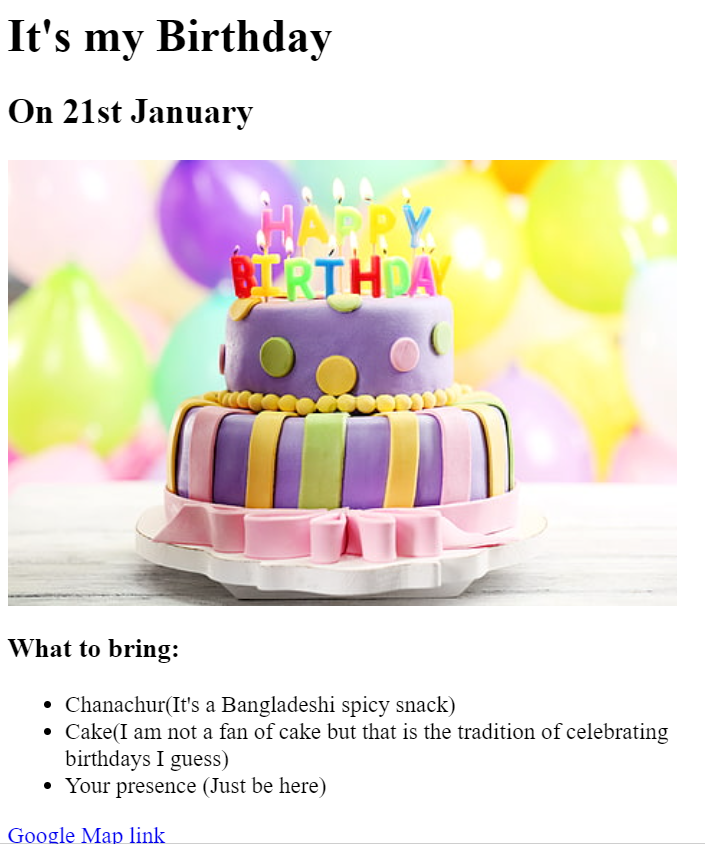 It's my Birthday
On 21st January
HAPPY
BIRTHDAY
What to bring:
Chanachur(It's a Bangladeshi spicy snack)
Cake(I am not a fan of cake but that is the tradition of celebrating
birthdays I guess)
Your presence (Just be here)
Google Map link